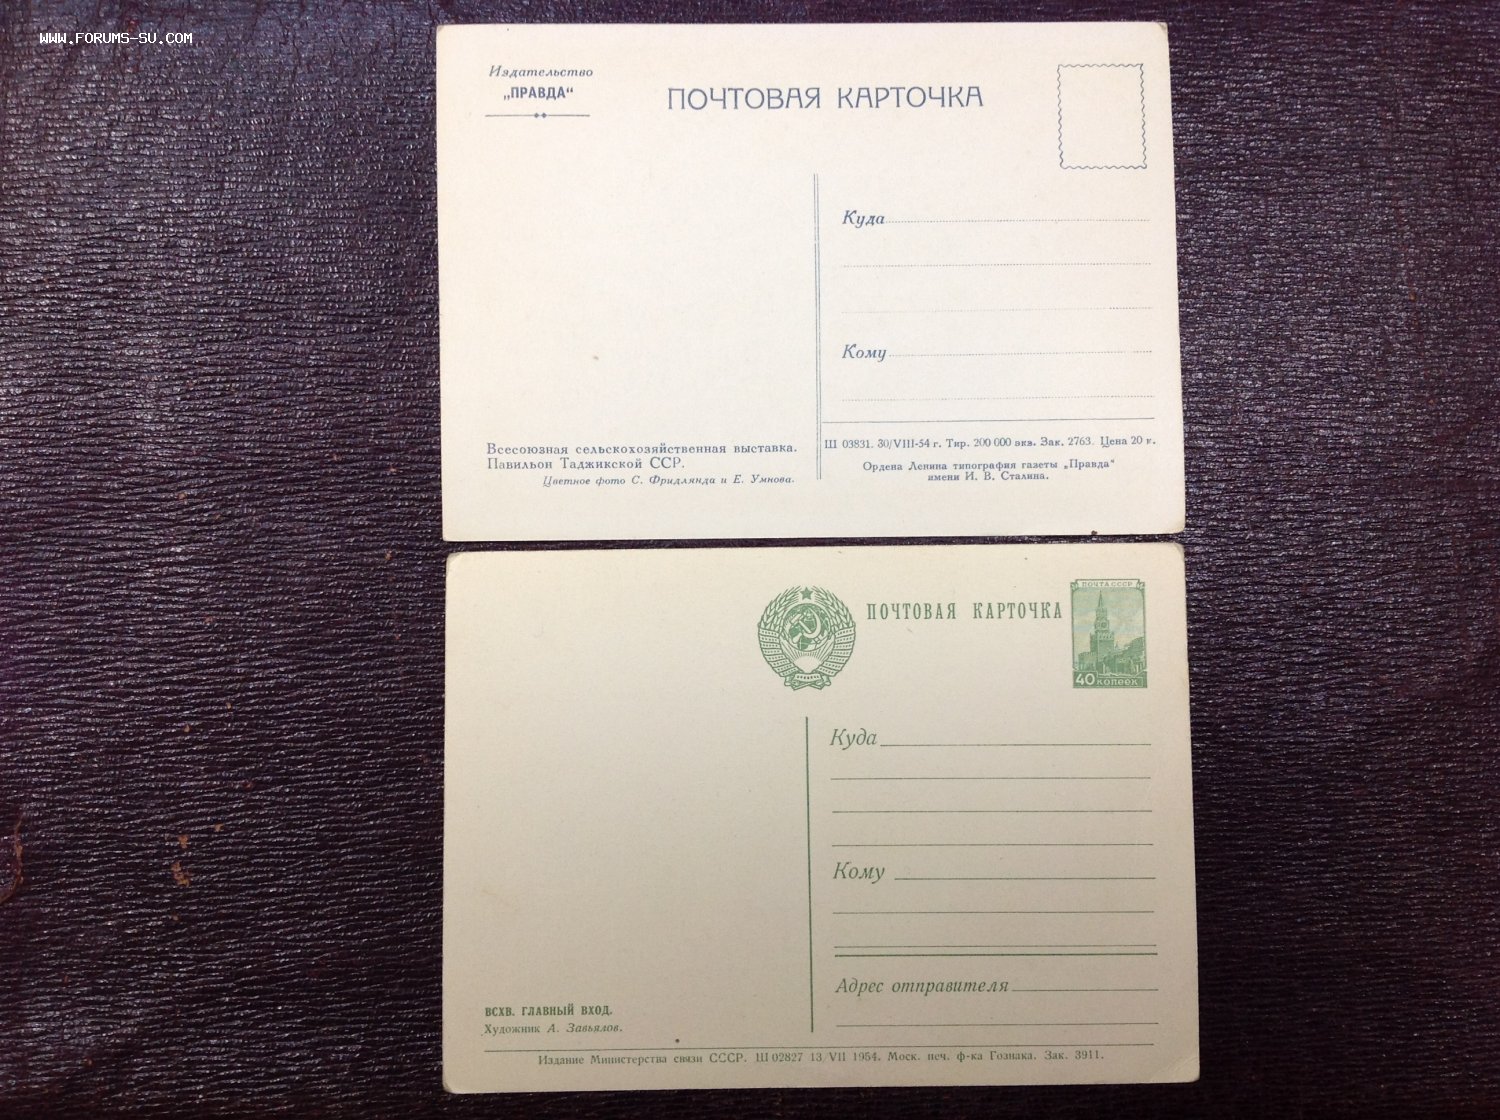 WWW.FORUMS-SU.COM
Издательство
„ПРАВДА“
ПОЧТОВАЯ КАРТОЧКА
Куда
Кому
Всесоюзная сельскохозяйственная выставка.
Павильон Таджикской ССР.
Цветное фото С. Фридлянда и Е. Умнова.
Ш 03831. 30/VIII-54 г. Тир. 200 000 экз. Зак. 2763. Цена 20 к.
Ордена Ленина типография газеты „Правда“
имени И. В. Сталина.
ПОЧТОВАЯ КАРТОЧКА
ПОЧТА СССР
40 КОПЕЕК
Куда
Кому
Адрес отправителя
ВСХВ. ГЛАВНЫЙ ВХОД.
Художник А. Завьялов.
Издание Министерства связи СССР. Ш 02827 13/VII 1954. Моск. печ. ф-ка Гознака. Зак. 3911.